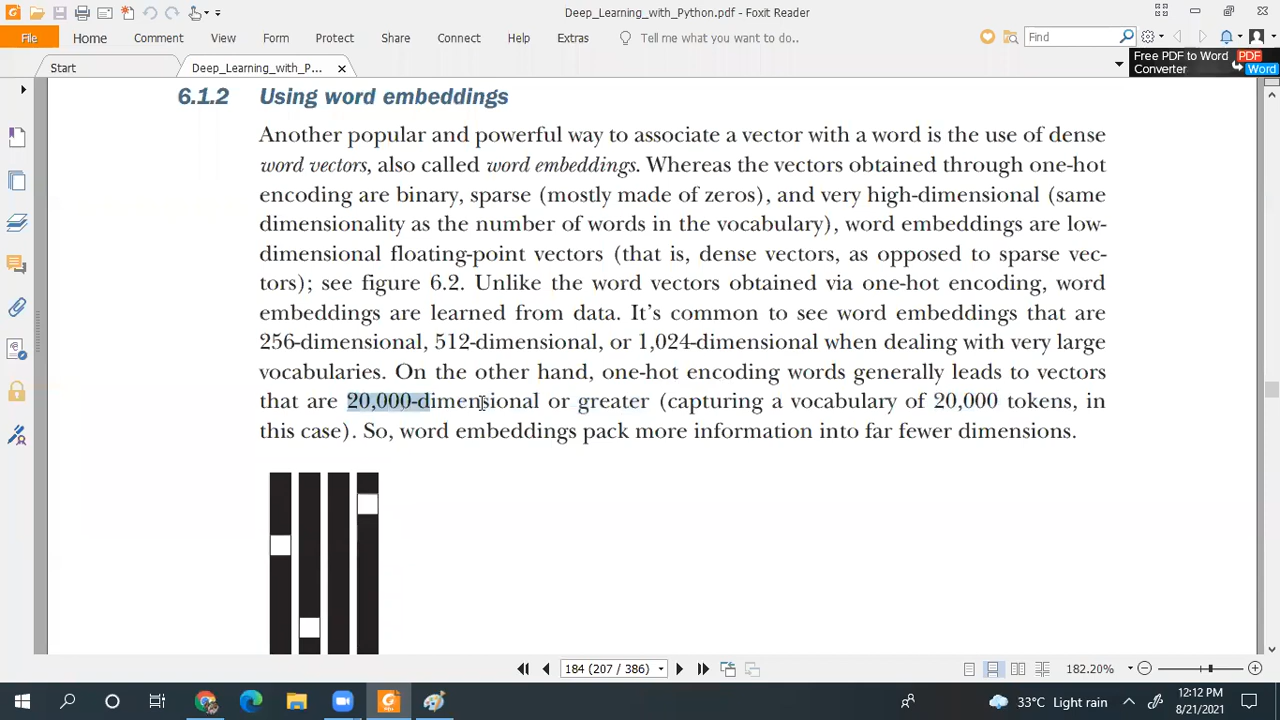 Deep_Learning_with_Python.pdf - Foxit Reader
File Home Comment View Form Protect Share Connect Help Extras Tell me what you want to do.. Find
Start Deep_Learning_with_P...
Free PDF to Word PDF
Converter Word
6.1.2 Using word embeddings
Another popular and powerful way to associate a vector with a word is the use of dense
word vectors, also called word embeddings. Whereas the vectors obtained through one-hot
encoding are binary, sparse (mostly made of zeros), and very high-dimensional (same
dimensionality as the number of words in the vocabulary), word embeddings are low-
dimensional floating-point vectors (that is, dense vectors, as opposed to sparse vec-
tors); see figure 6.2. Unlike the word vectors obtained via one-hot encoding, word
embeddings are learned from data. It's common to see word embeddings that are
256-dimensional, 512-dimensional, or 1,024-dimensional when dealing with very large
vocabularies. On the other hand, one-hot encoding words generally leads to vectors
that are 20,000-dimensional or greater (capturing a vocabulary of 20,000 tokens, in
this case). So, word embeddings pack more information into far fewer dimensions.
184 (207 / 386) 182.20%
33°C Light rain
12:12 PM
8/21/2021